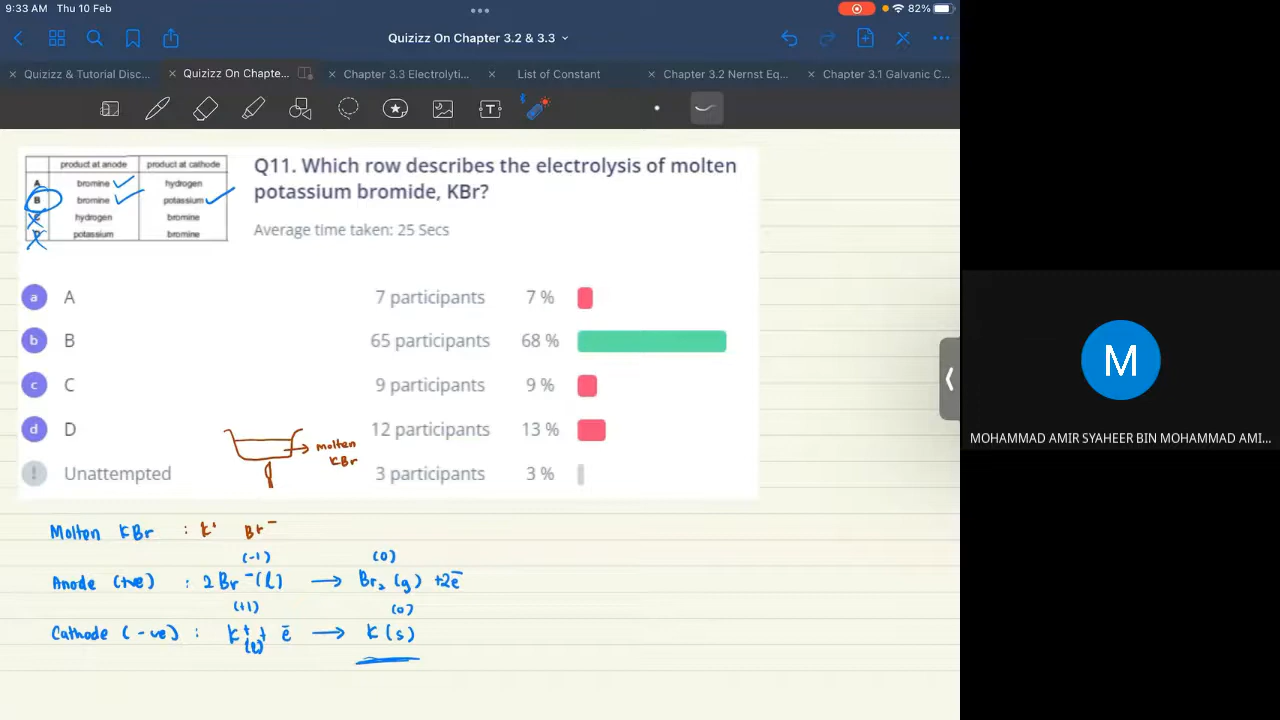 9:33 AM Thu 10 Feb
82%
Quizizz On Chapter 3.2 & 3.3
Quizizz & Tutorial Disc...
Quizizz On Chapte...
Chapter 3.3 Electrolyti...
List of Constant
Chapter 3.2 Nernst Eq...
Chapter 3.1 Galvanic C...
product at anode product at cathode
A bromine hydrogen
B bromine potassium
C hydrogen bromine
D potassium bromine
Q11. Which row describes the electrolysis of molten
potassium bromide, KBr?
Average time taken: 25 Secs
a A 7 participants 7 %
b B 65 participants 68 %
c C 9 participants 9 %
d D 12 participants 13 %
! Unattempted 3 participants 3 %
molten
KBr
Molten KBr : K⁺ Br⁻
(-1) (0)
Anode (+ve) : 2Br⁻(l) → Br₂(g) + 2e⁻
(+1) (0)
Cathode (-ve) : K⁺ + e⁻ → K(s)
(l)
M
MOHAMMAD AMIR SYAHEER BIN MOHAMMAD AMI...